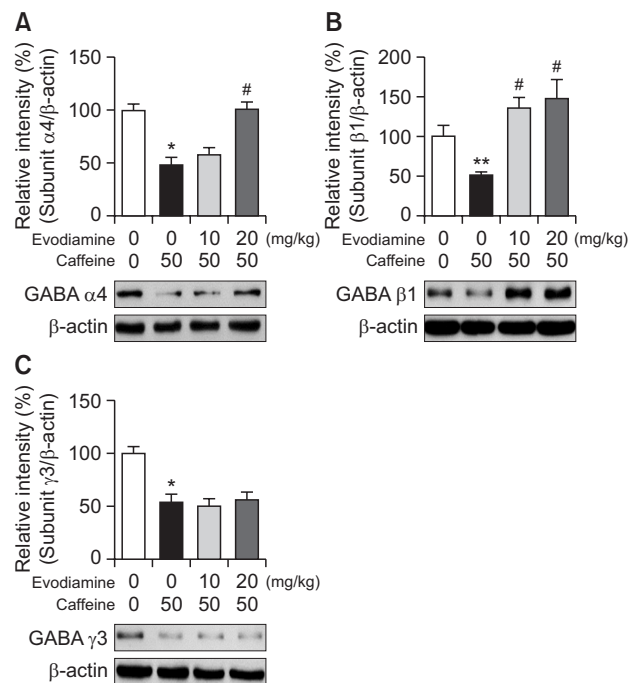 A
Relative intensity (%)
(Subunit α4/β-actin)
150
100
50
0
*
#
Evodiamine 0 0 10 20 (mg/kg)
Caffeine 0 50 50 50
GABA α4
β-actin
B
Relative intensity (%)
(Subunit β1/β-actin)
200
150
100
50
0
**
#
#
Evodiamine 0 0 10 20 (mg/kg)
Caffeine 0 50 50 50
GABA β1
β-actin
C
Relative intensity (%)
(Subunit γ3/β-actin)
150
100
50
0
*
Evodiamine 0 0 10 20 (mg/kg)
Caffeine 0 50 50 50
GABA γ3
β-actin